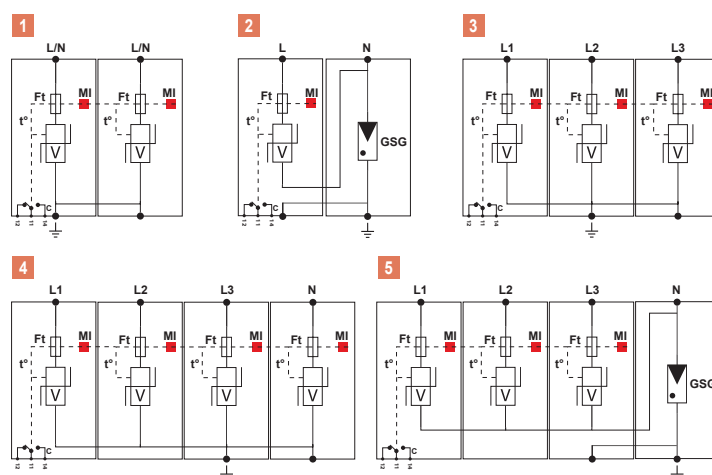 1
L/N L/N
Ft MI Ft MI
t° t°
V V
C
12 11 14
2
L N
Ft MI
t°
V
GSG
C
12 11 14
3
L1 L2 L3
Ft MI Ft MI Ft MI
t° t° t°
V V V
C
12 11 14
4
L1 L2 L3 N
Ft MI Ft MI Ft MI Ft MI
t° t° t° t°
V V V V
C
12 11 14
5
L1 L2 L3 N
Ft MI Ft MI Ft MI
t° t° t°
V V V
GSG
C
12 11 14